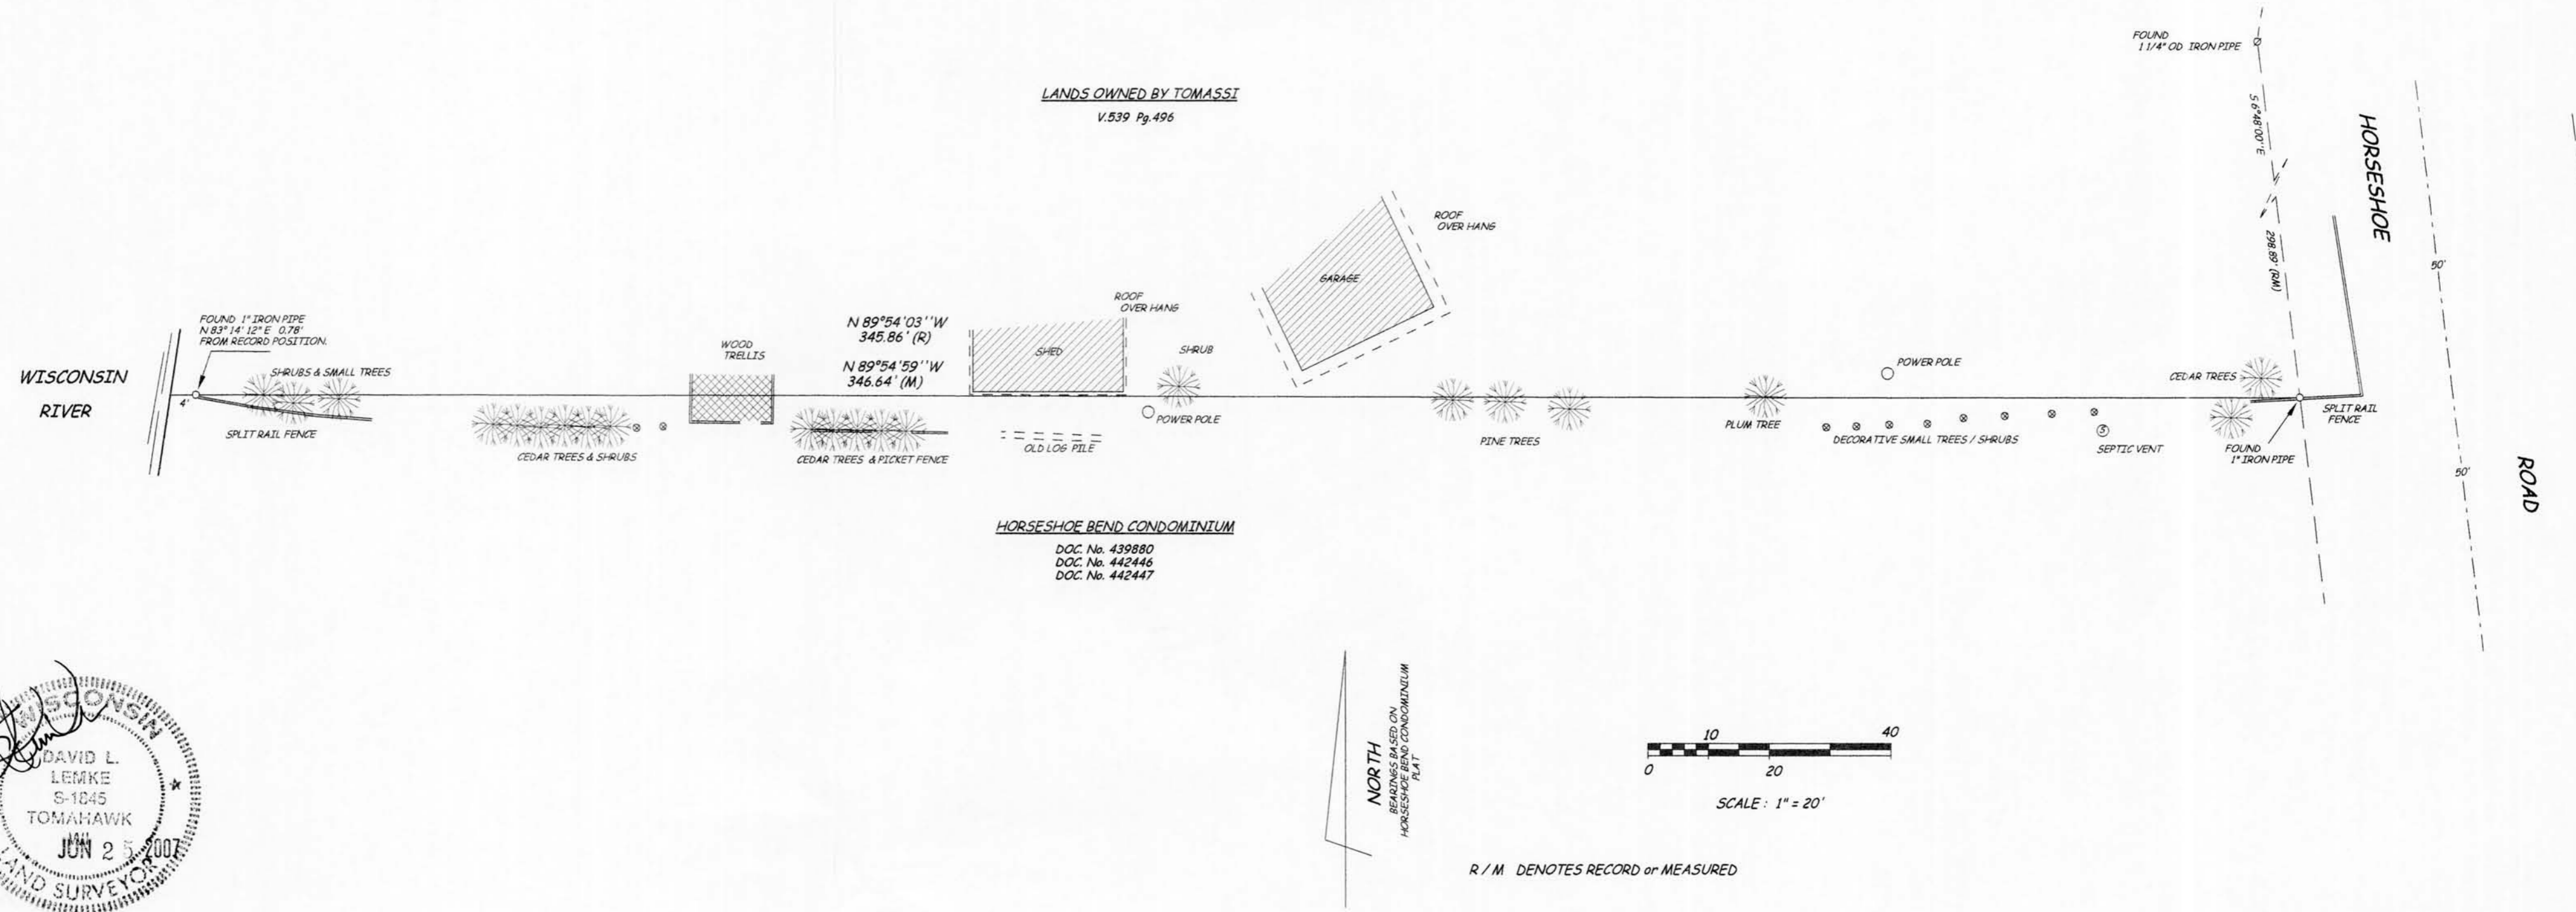 FOUND
1 1/4" OD IRON PIPE
LANDS OWNED BY TOMASSI
V.539 Pg.496
S 6°48'00"E
298.89' (RM)
HORSESHOE
ROAD
50'
50'
ROOF
OVER HANG
GARAGE
ROOF
OVER HANG
SHED
SHRUB
N 89°54'03''W
345.86' (R)
N 89°54'59''W
346.64' (M)
WOOD
TRELLIS
FOUND 1" IRON PIPE
N 83° 14' 12" E 0.78'
FROM RECORD POSITION.
SHRUBS & SMALL TREES
WISCONSIN
RIVER
4'
SPLIT RAIL FENCE
CEDAR TREES & SHRUBS
CEDAR TREES & PICKET FENCE
OLD LOG PILE
POWER POLE
PINE TREES
PLUM TREE
POWER POLE
DECORATIVE SMALL TREES / SHRUBS
S
SEPTIC VENT
CEDAR TREES
SPLIT RAIL
FENCE
FOUND
1" IRON PIPE
HORSESHOE BEND CONDOMINIUM
DOC. No. 439880
DOC. No. 442446
DOC. No. 442447
NORTH
BEARINGS BASED ON
HORSESHOE BEND CONDOMINIUM
PLAT
10 40
0 20
SCALE : 1" = 20'
R / M DENOTES RECORD or MEASURED
WISCONSIN
DAVID L.
LEMKE
S-1845
TOMAHAWK
JUN 25 2007
LAND SURVEYOR